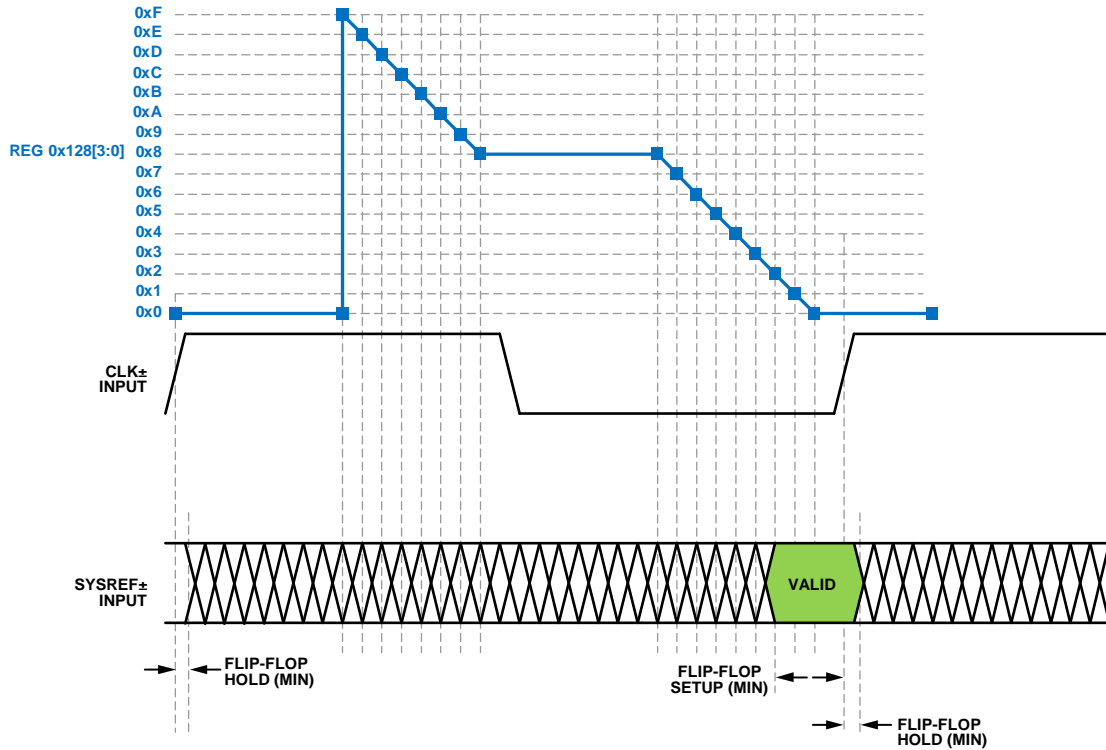 0xF
0xE
0xD
0xC
0xB
0xA
0x9
REG 0x128[3:0] 0x8
0x7
0x6
0x5
0x4
0x3
0x2
0x1
0x0
CLK±
INPUT
SYSREF±
INPUT
VALID
FLIP-FLOP
HOLD (MIN)
FLIP-FLOP
SETUP (MIN)
FLIP-FLOP
HOLD (MIN)